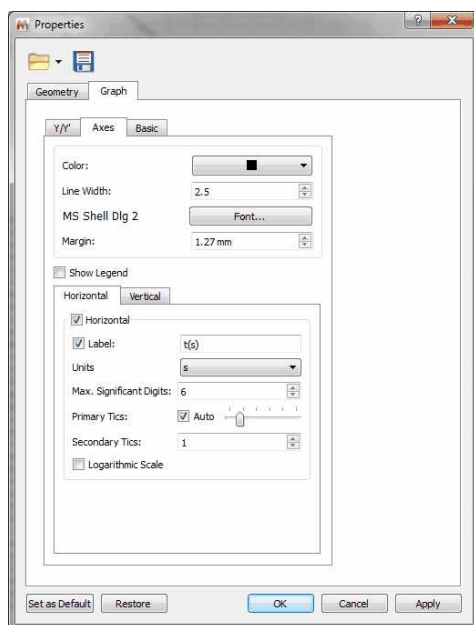 Properties
Geometry Graph
Y/Y' Axes Basic
Color:
Line Width: 2.5
MS Shell Dlg 2 Font...
Margin: 1.27 mm
Show Legend
Horizontal Vertical
Horizontal
Label: t(s)
Units s
Max. Significant Digits: 6
Primary Tics: Auto
Secondary Tics: 1
Logarithmic Scale
Set as Default Restore OK Cancel Apply